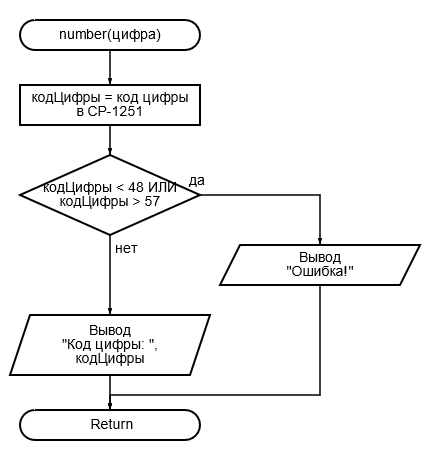 number(цифра)
кодЦифры = код цифры
в CP-1251
кодЦифры < 48 ИЛИ
кодЦифры > 57
да
нет
Вывод
"Ошибка!"
Вывод
"Код цифры: ",
кодЦифры
Return